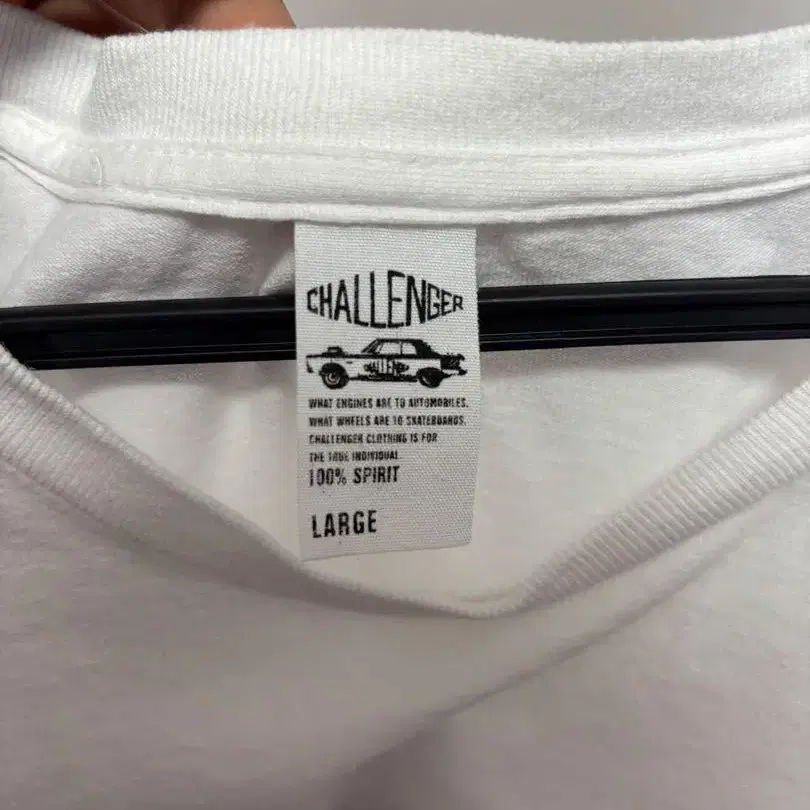 CHALLENGER
WHAT ENGINES ARE TO AUTOMOBILES.
WHAT WHEELS ARE TO SKATEBOARDS.
CHALLENGER CLOTHING IS FOR
THE TRUE INDIVIDUAL
100% SPIRIT
LARGE